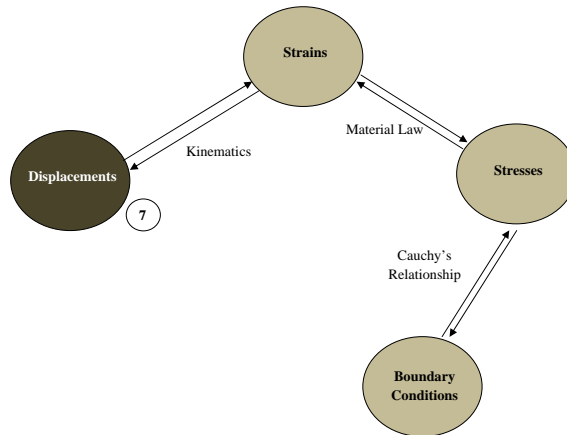 Strains
Material Law
Kinematics
Displacements
Stresses
7
Cauchy's
Relationship
Boundary
Conditions